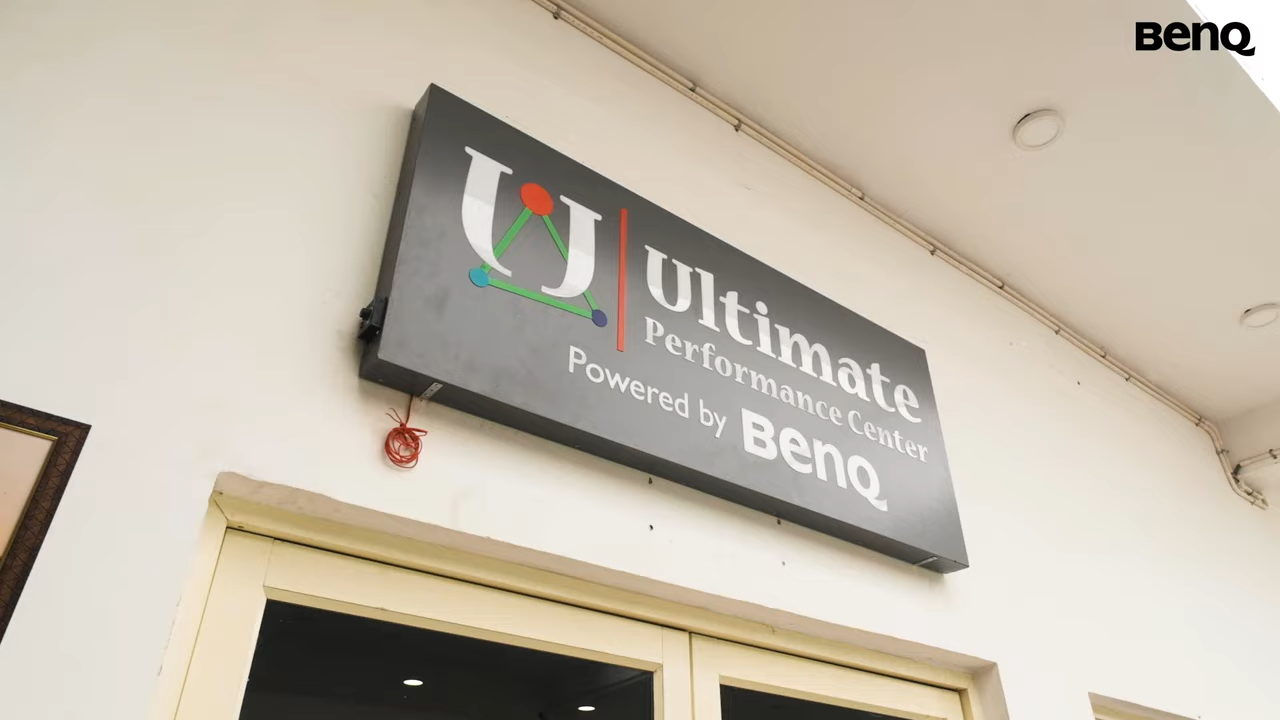 BenQ
U
Ultimate
Performance Center
Powered by BenQ